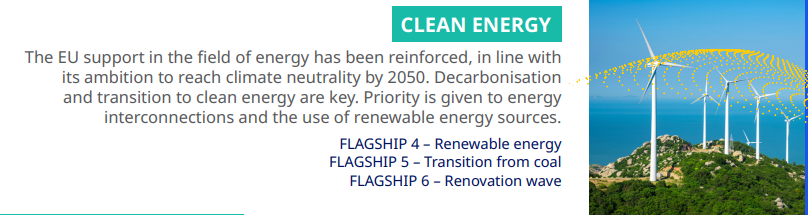 CLEAN ENERGY
The EU support in the field of energy has been reinforced, in line with
its ambition to reach climate neutrality by 2050. Decarbonisation
and transition to clean energy are key. Priority is given to energy
interconnections and the use of renewable energy sources.
FLAGSHIP 4 – Renewable energy
FLAGSHIP 5 – Transition from coal
FLAGSHIP 6 – Renovation wave